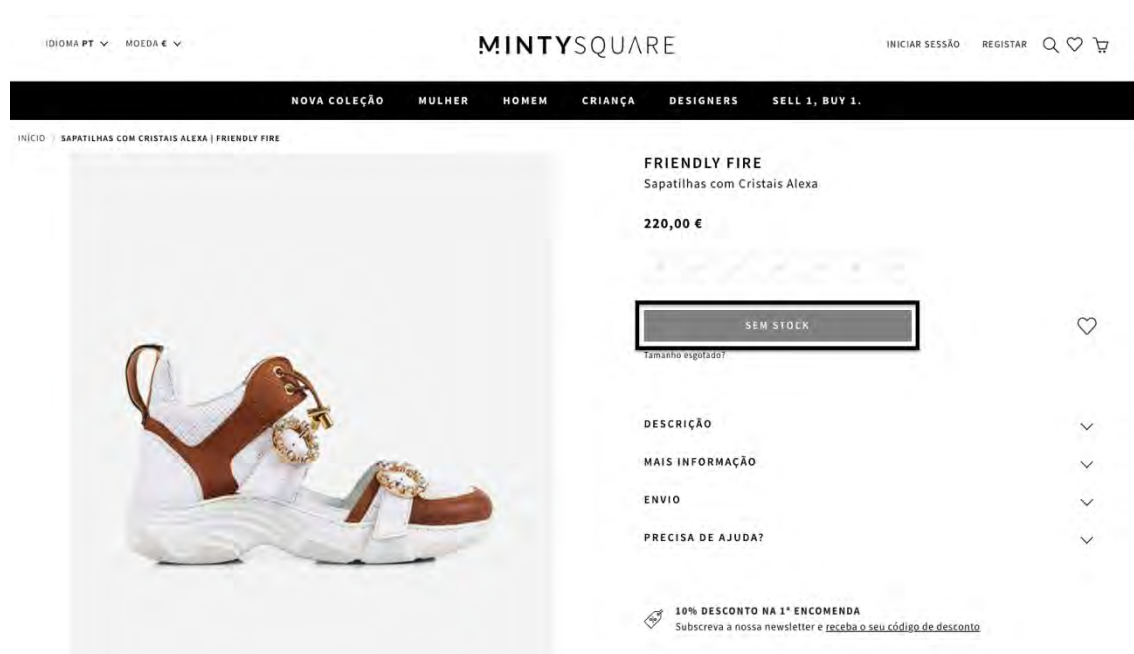 IDIOMA PT MOEDA €
MINTYSQUARE
INICIAR SESSÃO REGISTAR
NOVA COLEÇÃO MULHER HOMEM CRIANÇA DESIGNERS SELL 1, BUY 1.
INÍCIO / SAPATILHAS COM CRISTAIS ALEXA | FRIENDLY FIRE
FRIENDLY FIRE
Sapatilhas com Cristais Alexa
220,00 €
SEM STOCK
Tamanho esgotado?
DESCRIÇÃO
MAIS INFORMAÇÃO
ENVIO
PRECISA DE AJUDA?
10% DESCONTO NA 1ª ENCOMENDA
Subscreva a nossa newsletter e receba o seu código de desconto